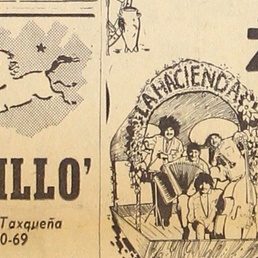 ILLO'
Taxqueña
0-69
LA HACIENDA
Z